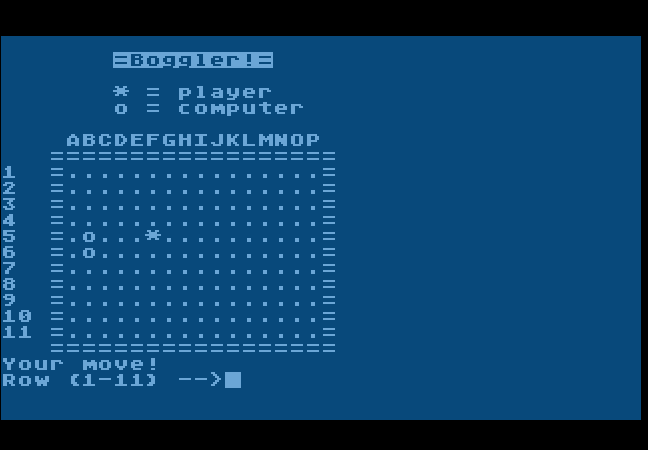 =Boggler!=
* = player
o = computer
ABCDEFGHIJKLMNOP
==================
1 =................=
2 =................=
3 =................=
4 =................=
5 =.o...*..........=
6 =.o..............=
7 =................=
8 =................=
9 =................=
10 =................=
11 =................=
==================
Your move!
Row (1-11) -->